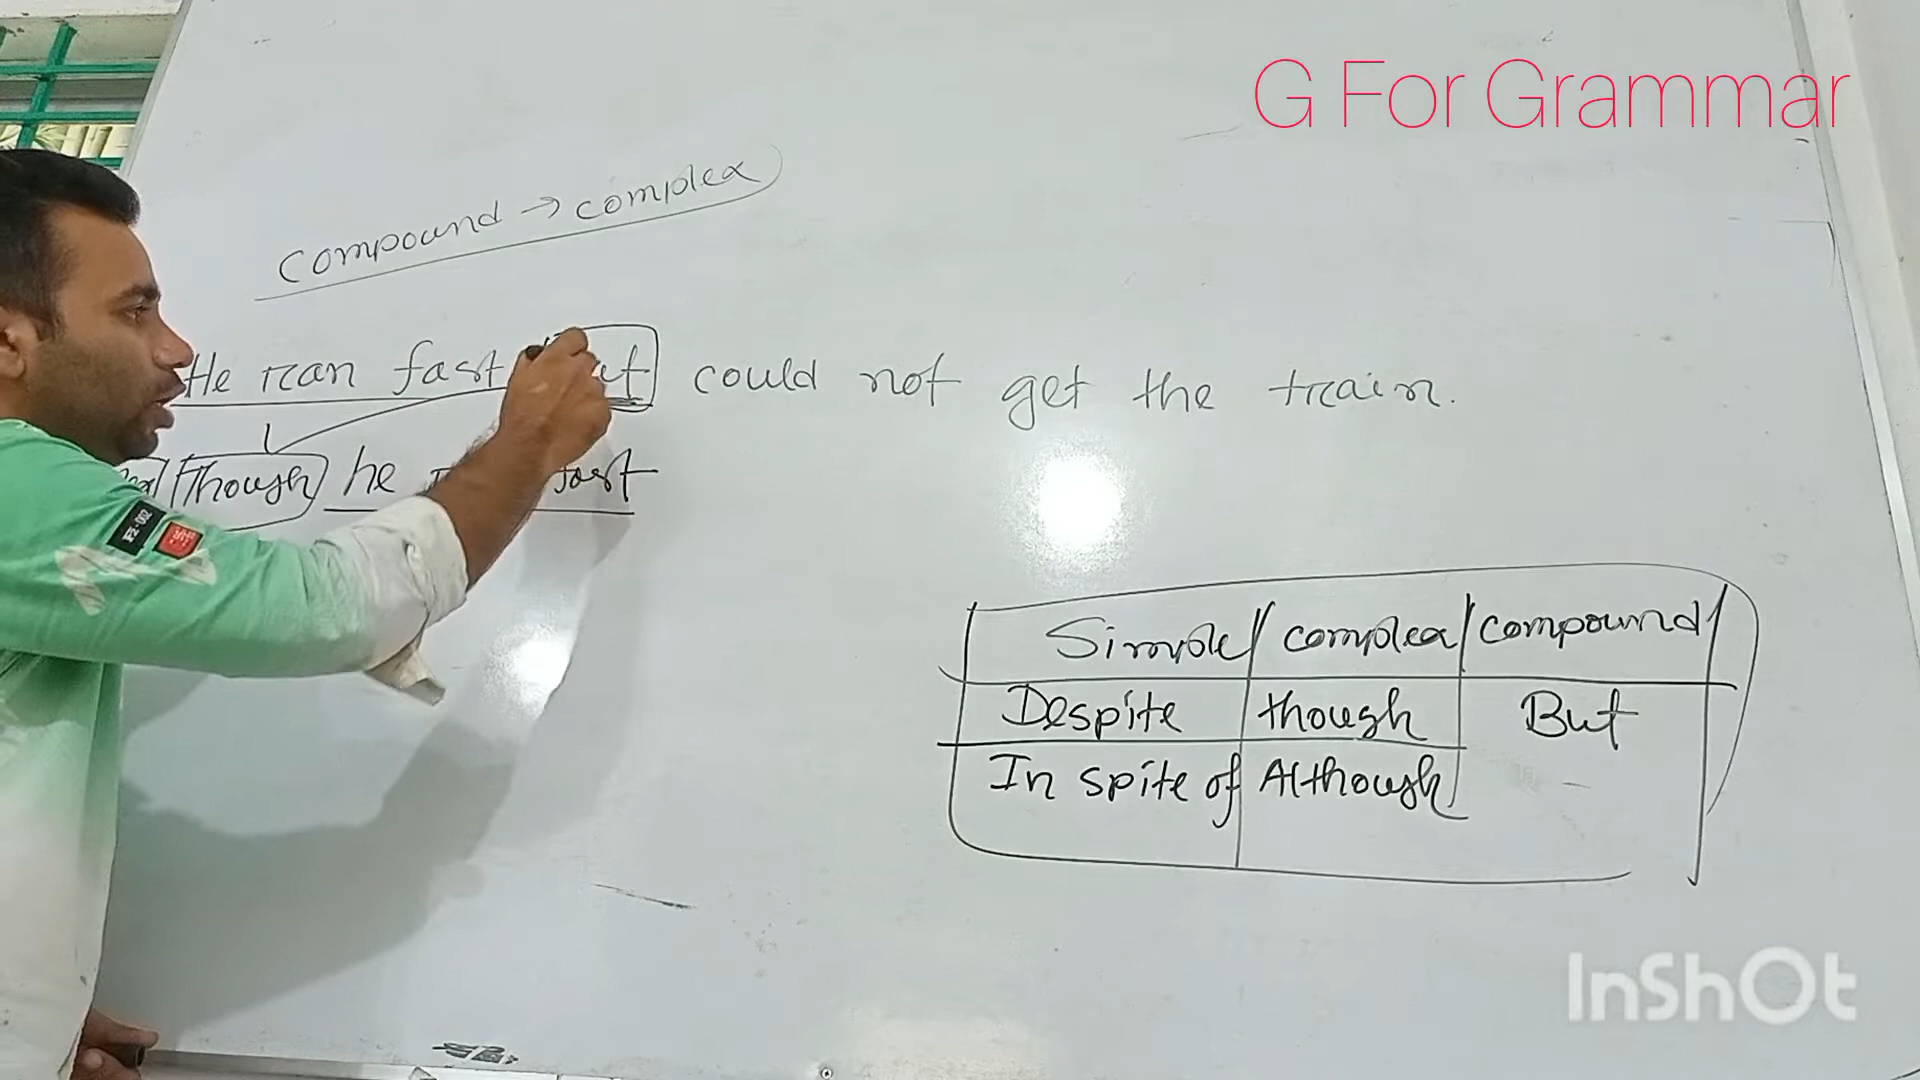 G For Grammar
compound → complex
He ran fast but could not get the train.
Though he fast
Simple complex compound
Despite though But
In spite of Although
InShOt